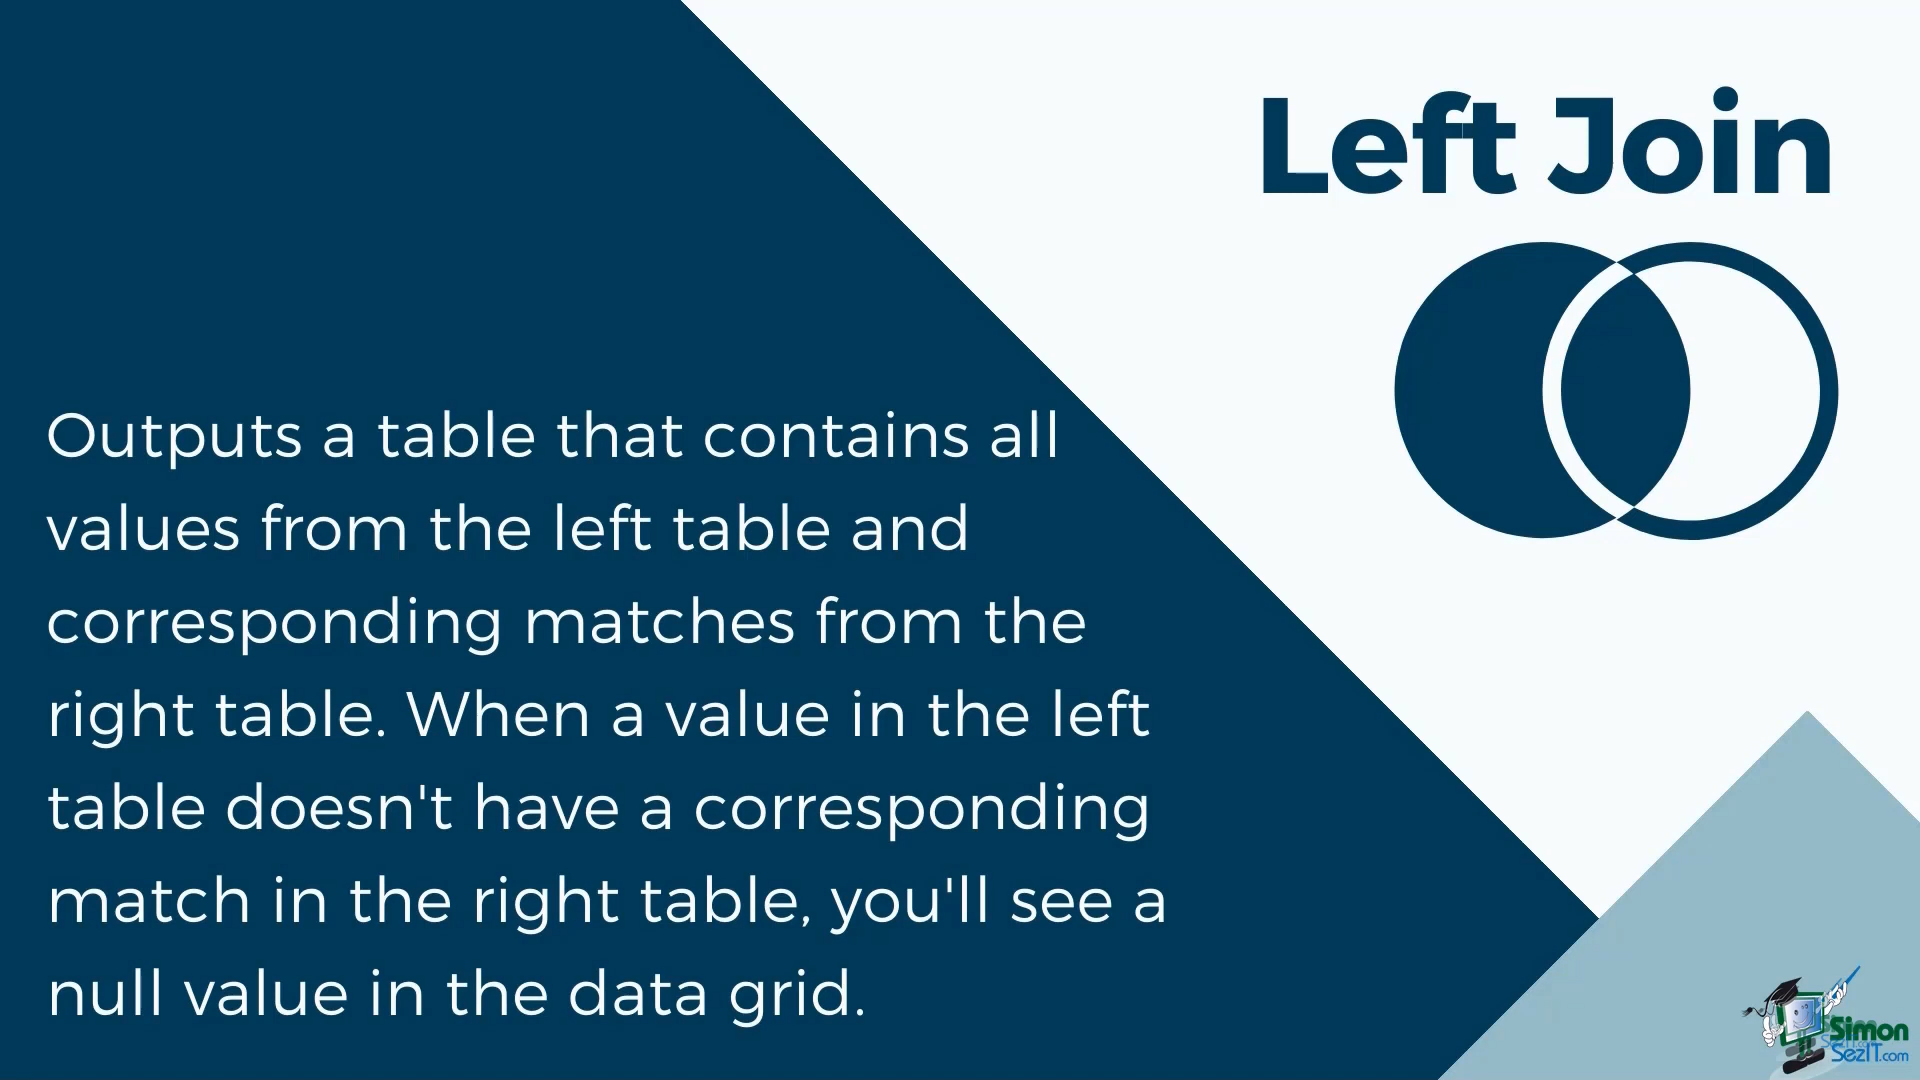 Left Join
Outputs a table that contains all
values from the left table and
corresponding matches from the
right table. When a value in the left
table doesn't have a corresponding
match in the right table, you'll see a
null value in the data grid.
Simon
SezIT.com